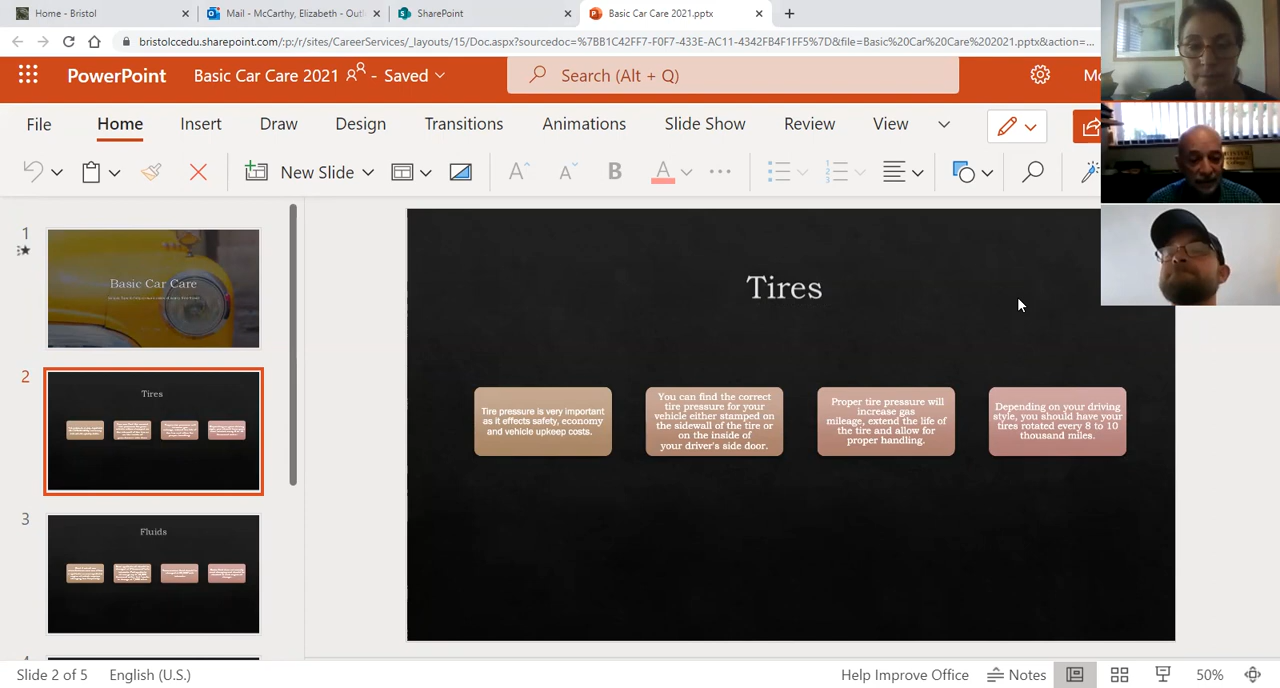 Home - Bristol
Mail - McCarthy, Elizabeth - Outl
SharePoint
Basic Car Care 2021.pptx
bristolccedu.sharepoint.com/:p:/r/sites/CareerServices/_layouts/15/Doc.aspx?sourcedoc=%7BB1C42FF7-F0F7-433E-AC11-4342FB4F1FF5%7D&file=Basic%20Car%20Care%202021.pptx&action=...
PowerPoint
Basic Car Care 2021 - Saved
Search (Alt + Q)
File
Home
Insert
Draw
Design
Transitions
Animations
Slide Show
Review
View
New Slide
1
Basic Car Care
2
Tires
3
Fluids
Tires
Tire pressure is very important
as it effects safety, economy
and vehicle upkeep costs.
You can find the correct
tire pressure for your
vehicle either stamped on
the sidewall of the tire or
on the inside of
your driver's side door.
Proper tire pressure will
increase gas
mileage, extend the life of
the tire and allow for
proper handling.
Depending on your driving
style, you should have your
tires rotated every 8 to 10
thousand miles.
Slide 2 of 5
English (U.S.)
Help Improve Office
Notes
50%